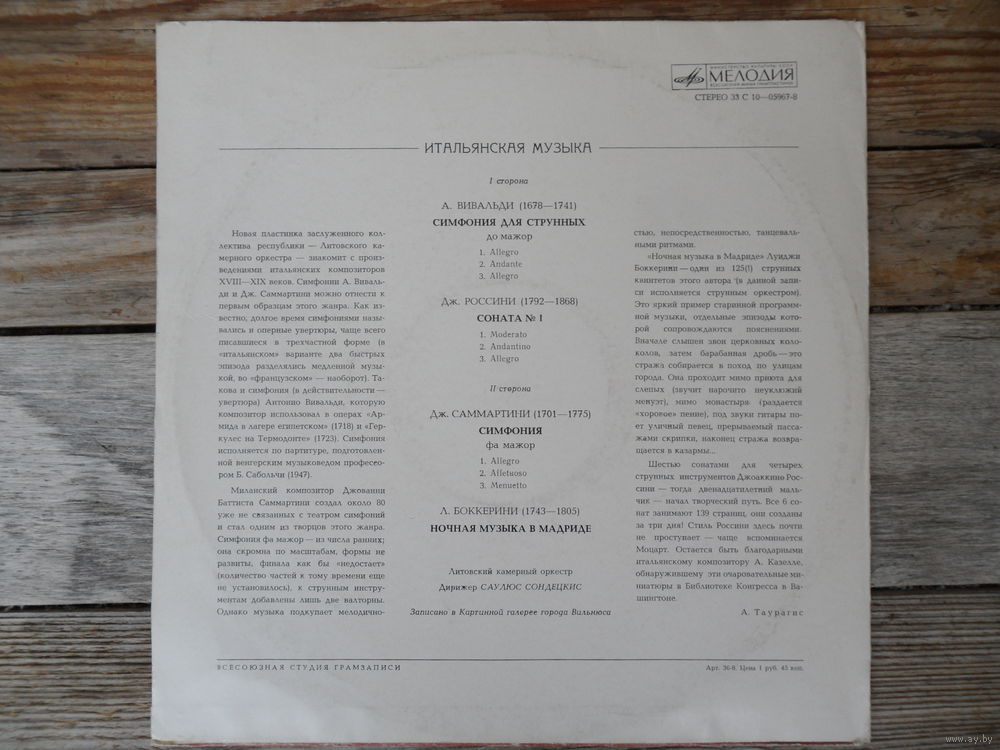 МИНИСТЕРСТВО КУЛЬТУРЫ СССР
МЕЛОДИЯ
ВСЕСОЮЗНАЯ ФИРМА ГРАМПЛАСТИНОК
СТЕРЕО 33 С 10—05967-8
ИТАЛЬЯНСКАЯ МУЗЫКА
I сторона
А. ВИВАЛЬДИ (1678—1741)
СИМФОНИЯ ДЛЯ СТРУННЫХ
до мажор
1. Allegro
2. Andante
3. Allegro
Дж. РОССИНИ (1792—1868)
СОНАТА № 1
1. Moderato
2. Andantino
3. Allegro
II сторона
Дж. САММАРТИНИ (1701—1775)
СИМФОНИЯ
фа мажор
1. Allegro
2. Affetuoso
3. Menuetto
Л. БОККЕРИНИ (1743—1805)
НОЧНАЯ МУЗЫКА В МАДРИДЕ
Литовский камерный оркестр
Дирижер САУЛЮС СОНДЕЦКИС
Записано в Картинной галерее города Вильнюса
Новая пластинка заслуженного кол-
лектива республики — Литовского ка-
мерного оркестра — знакомит с произ-
ведениями итальянских композиторов
XVIII—XIX веков. Симфонии А. Виваль-
ди и Дж. Саммартини можно отнести к
первым образцам этого жанра. Как из-
вестно, долгое время симфониями назы-
вались и оперные увертюры, чаще всего
писавшиеся в трехчастной форме (в
«итальянском» варианте два быстрых
эпизода разделялись медленной музы-
кой, во «французском» — наоборот). Та-
кова и симфония (в действительности —
увертюра) Антонио Вивальди, которую
композитор использовал в операх «Ар-
мида в лагере египетском» (1718) и «Гер-
кулес на Термодонте» (1723). Симфония
исполняется по партитуре, подготовлен-
ной венгерским музыковедом профессо-
ром Б. Сабольчи (1947).
Миланский композитор Джованни
Баттиста Саммартини создал около 80
уже не связанных с театром симфоний
и стал одним из творцов этого жанра.
Симфония фа мажор — из числа ранних;
она скромна по масштабам, формы не
развиты, финала как бы «недостает»
(количество частей к тому времени еще
не установилось), к струнным инстру-
ментам добавлены лишь две валторны.
Однако музыка подкупает мелодично-
стью, непосредственностью, танцеваль-
ными ритмами.
«Ночная музыка в Мадриде» Луиджи
Боккерини — один из 125(!) струнных
квинтетов этого автора (в данной запи-
си исполняется струнным оркестром).
Это яркий пример старинной программ-
ной музыки, отдельные эпизоды кото-
рой сопровождаются пояснениями.
Вначале слышен звон церковных коло-
колов, затем барабанная дробь — это
стража собирается в поход по улицам
города. Она проходит мимо приюта для
слепых (звучит нарочито неуклюжий
менуэт), мимо монастыря (раздается
«хоровое» пение), под звуки гитары по-
ет уличный певец, прерываемый пасса-
жами скрипки, наконец стража возвра-
щается в казармы...
Шестью сонатами для четырех
струнных инструментов Джоаккино Рос-
сини — тогда двенадцатилетний маль-
чик — начал творческий путь. Все 6 со-
нат занимают 139 страниц, они созданы
за три дня! Стиль Россини здесь почти
не проступает — чаще вспоминается
Моцарт. Остается быть благодарными
итальянскому композитору А. Казелле,
обнаружившему эти очаровательные ми-
ниатюры в Библиотеке Конгресса в Ва-
шингтоне.
А. Таурагис
ВСЕСОЮЗНАЯ СТУДИЯ ГРАМЗАПИСИ
Арт. 36-8. Цена 1 руб. 45 коп.
www.ay.by